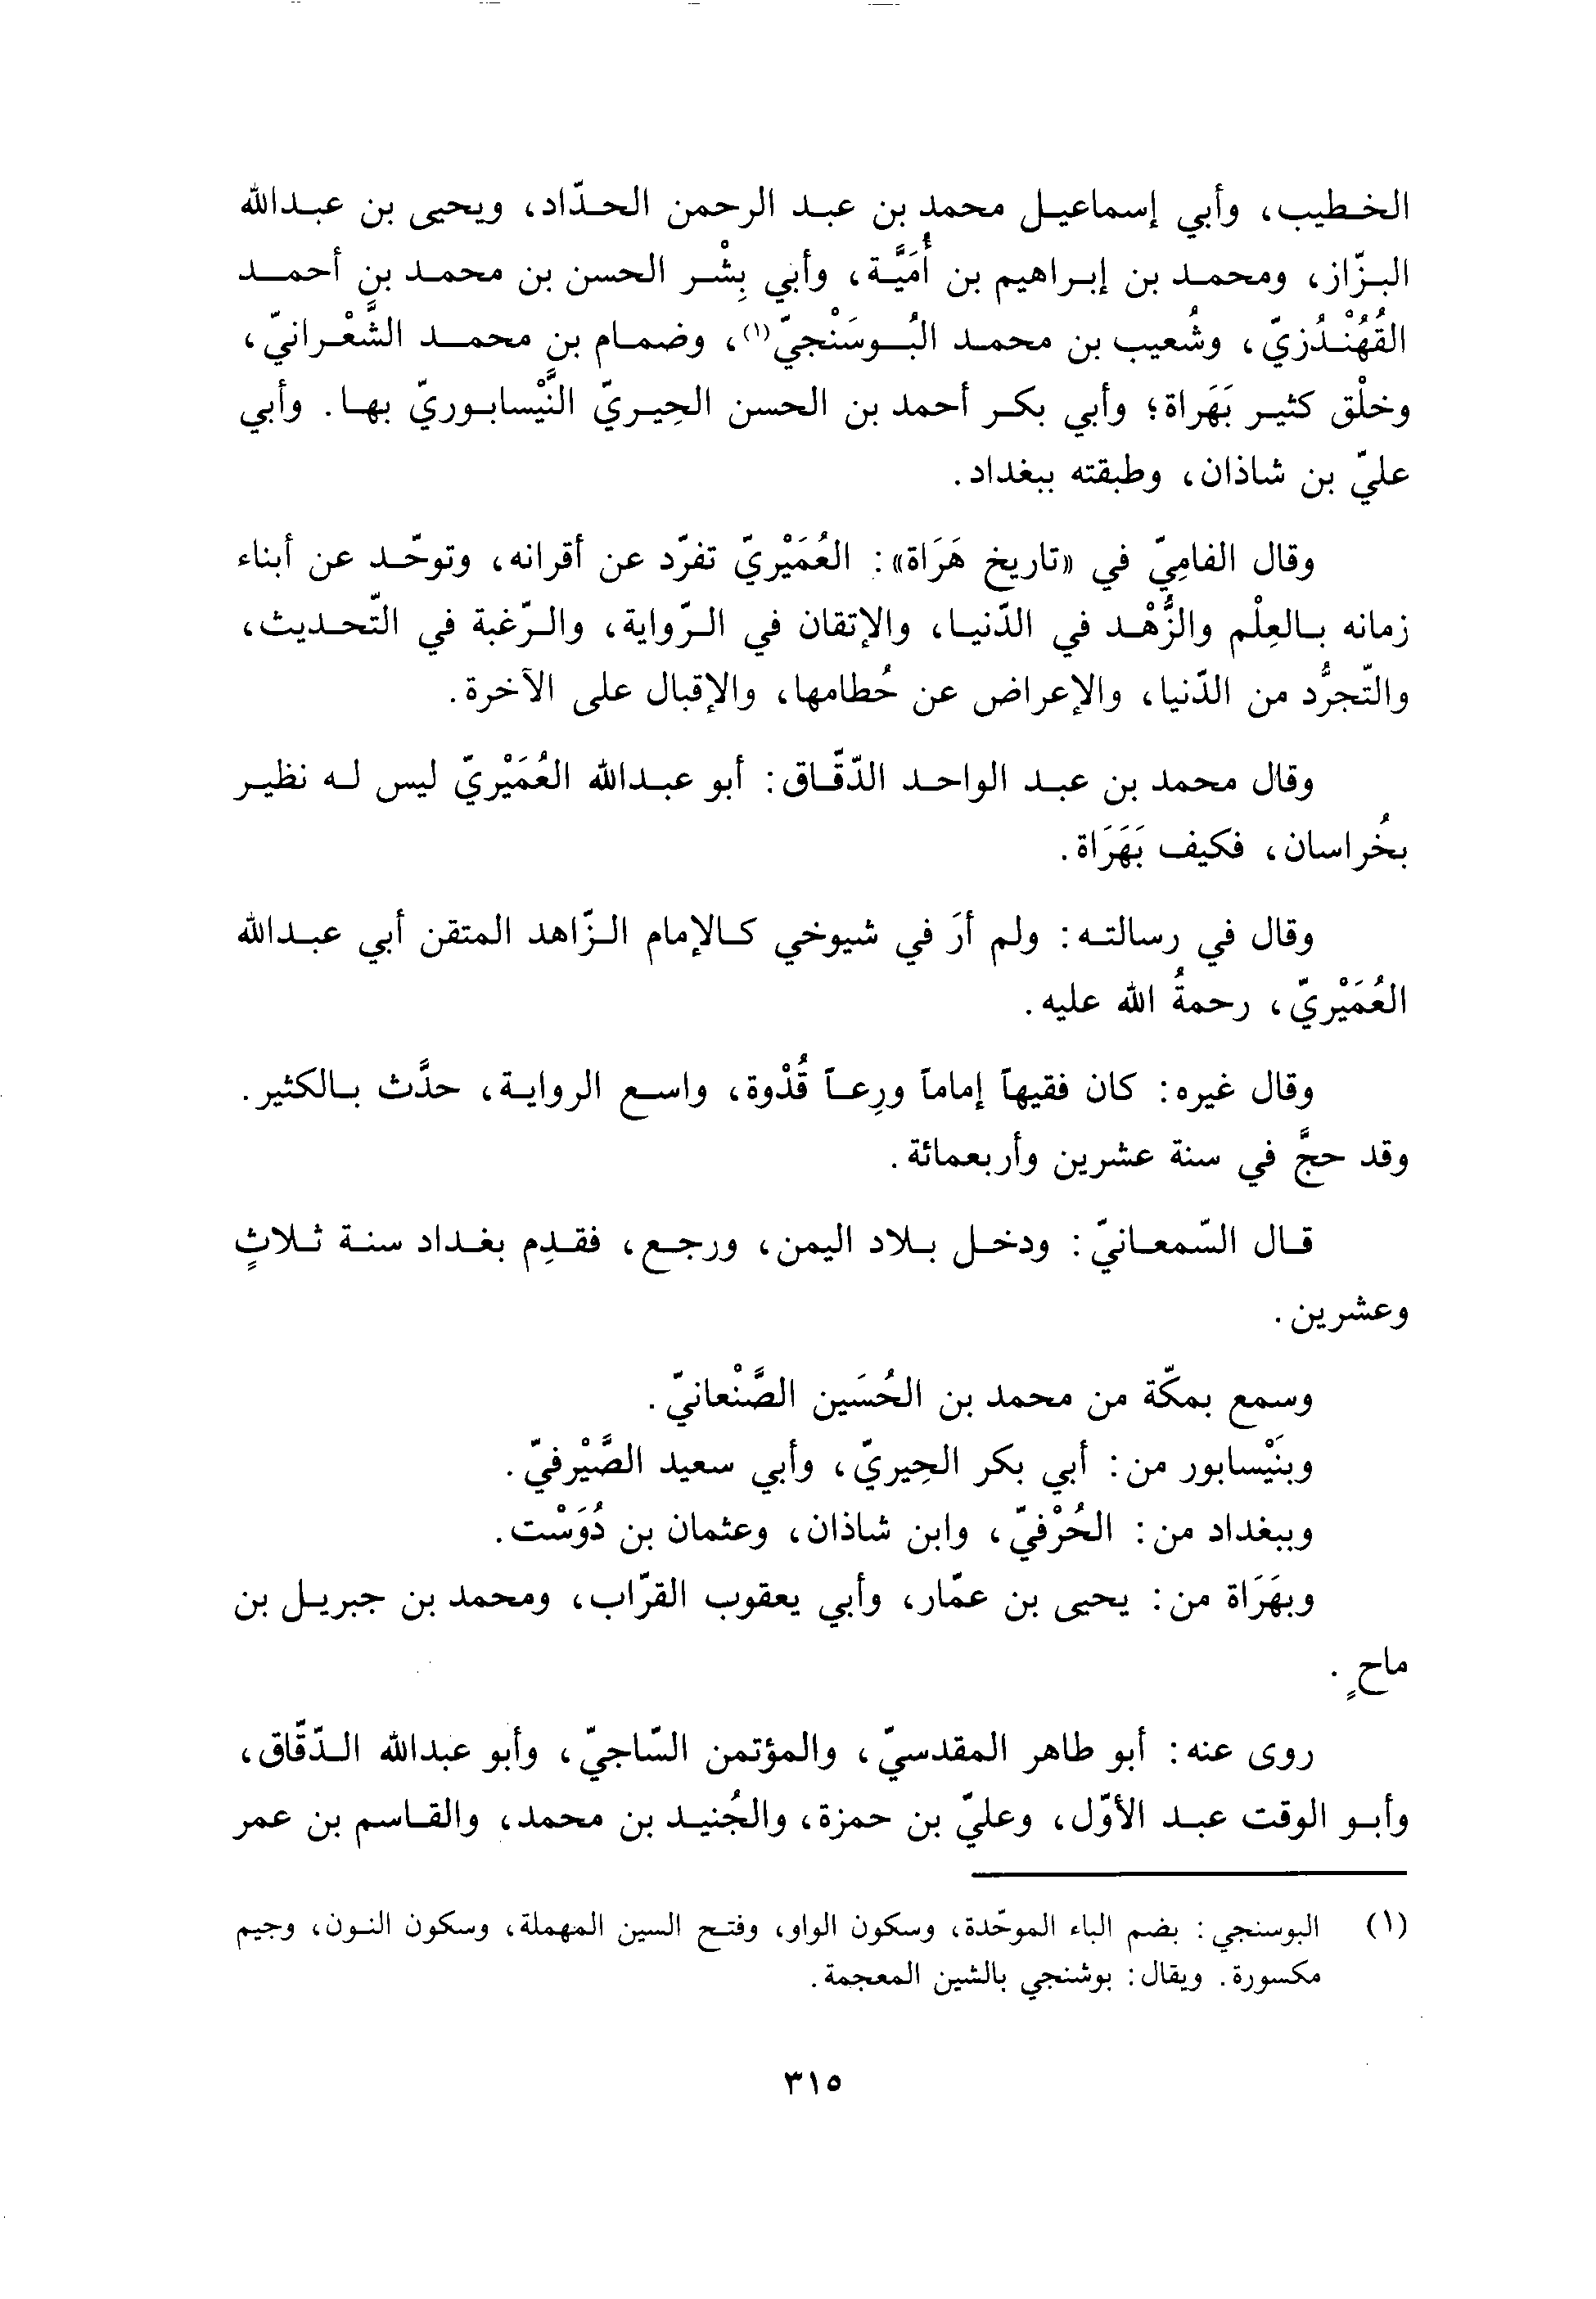 الخطيب، وأبي إسماعيل محمد بن عبد الرحمن الحدّاد، ويحيى بن عبدالله
البزّاز، ومحمد بن إبراهيم بن أُمَيَّة، وأبي بِشْر الحسن بن محمد بن أحمد
القُهُنْدُزيّ، وشُعيب بن محمد البُوسَنْجيّ(١)، وضمام بن محمد الشَّعْرانيّ،
وخلْق كثير بَهَراة؛ وأبي بكر أحمد بن الحسن الحِيريّ النَّيْسابوريّ بها. وأبي
عليّ بن شاذان، وطبقته ببغداد.
وقال الفامِيّ في «تاريخ هَرَاة»: العُمَيْريّ تفرّد عن أقرانه، وتوحّد عن أبناء
زمانه بالعِلْم والزُّهْد في الدّنيا، والإتقان في الرّواية، والرّغبة في التّحديث،
والتّجرُّد من الدّنيا، والإعراض عن حُطامها، والإقبال على الآخرة.
وقال محمد بن عبد الواحد الدّقّاق: أبو عبدالله العُمَيْريّ ليس له نظير
بخُراسان، فكيف بَهَرَاة.
وقال في رسالته: ولم أرَ في شيوخي كالإمام الزّاهد المتقن أبي عبدالله
العُمَيْريّ، رحمةُ الله عليه.
وقال غيره: كان فقيهاً إماماً ورِعاً قُدْوة، واسع الرواية، حدَّث بالكثير.
وقد حجَّ في سنة عشرين وأربعمائة.
قال السّمعانيّ: ودخل بلاد اليمن، ورجع، فقدِم بغداد سنة ثلاثٍ
وعشرين.
وسمع بمكّة من محمد بن الحُسَين الصَّنْعانيّ.
وبنَيْسابور من: أبي بكر الحِيريّ، وأبي سعيد الصَّيْرفيّ.
وببغداد من: الحُرْفيّ، وابن شاذان، وعثمان بن دُوَسْت.
وبهَرَاة من: يحيى بن عمّار، وأبي يعقوب القرّاب، ومحمد بن جبريل بن
ماحٍ.
روى عنه: أبو طاهر المقدسيّ، والمؤتمن السّاجيّ، وأبو عبدالله الدّقّاق،
وأبو الوقت عبد الأوّل، وعليّ بن حمزة، والجُنيد بن محمد، والقاسم بن عمر
(١) البوسنجي: بضم الباء الموحّدة، وسكون الواو، وفتح السين المهملة، وسكون النون، وجيم
مكسورة. ويقال: بوشنجي بالشين المعجمة.
٣١٥